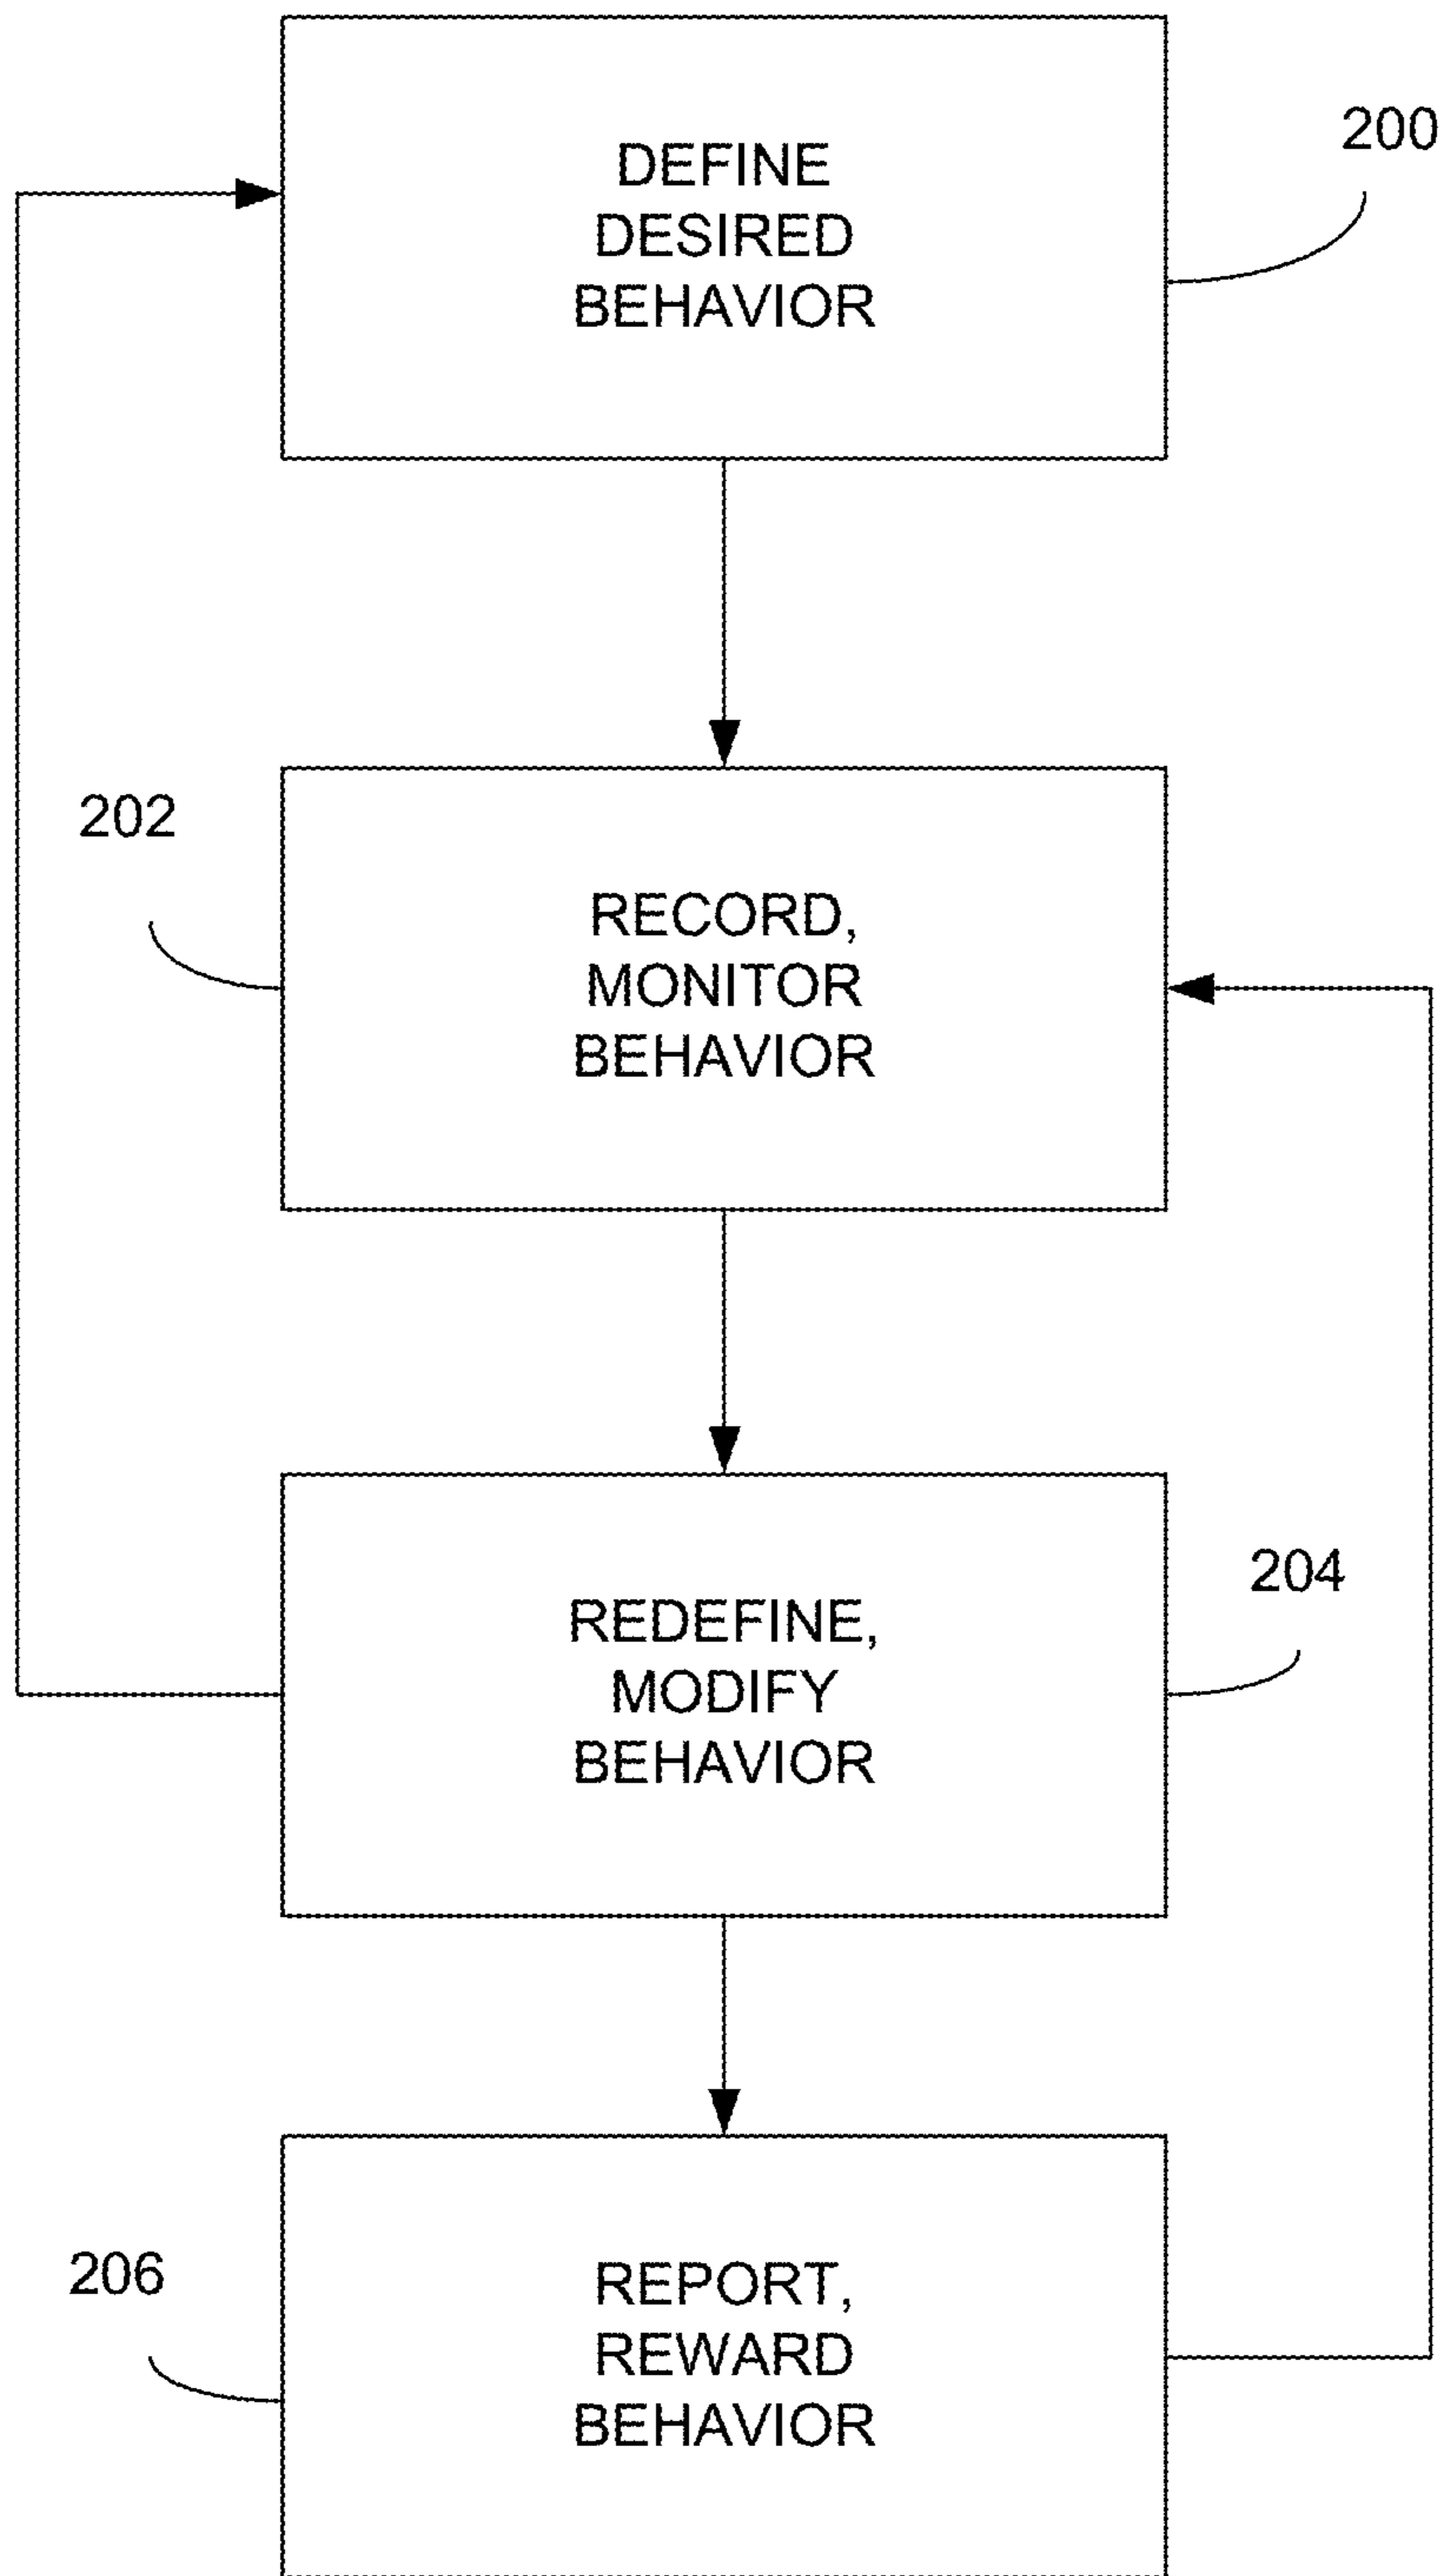 200
DEFINE
DESIRED
BEHAVIOR
202
RECORD,
MONITOR
BEHAVIOR
204
REDEFINE,
MODIFY
BEHAVIOR
206
REPORT,
REWARD
BEHAVIOR